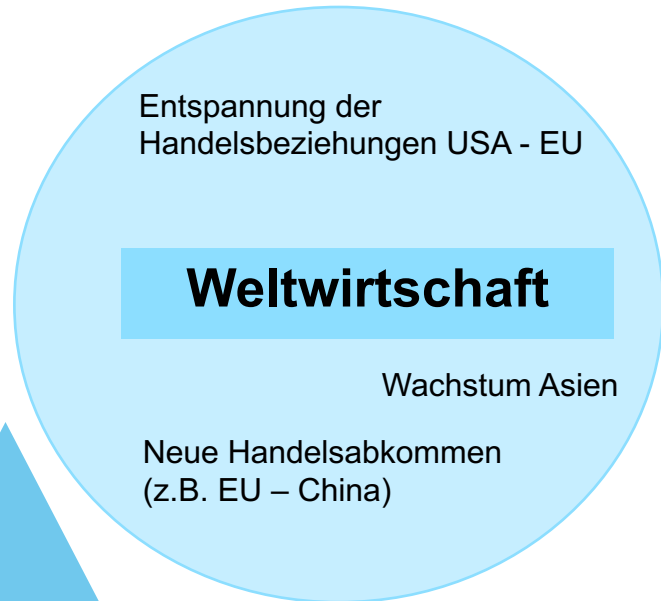 Entspannung der
Handelsbeziehungen USA - EU
Weltwirtschaft
Wachstum Asien
Neue Handelsabkommen
(z.B. EU – China)